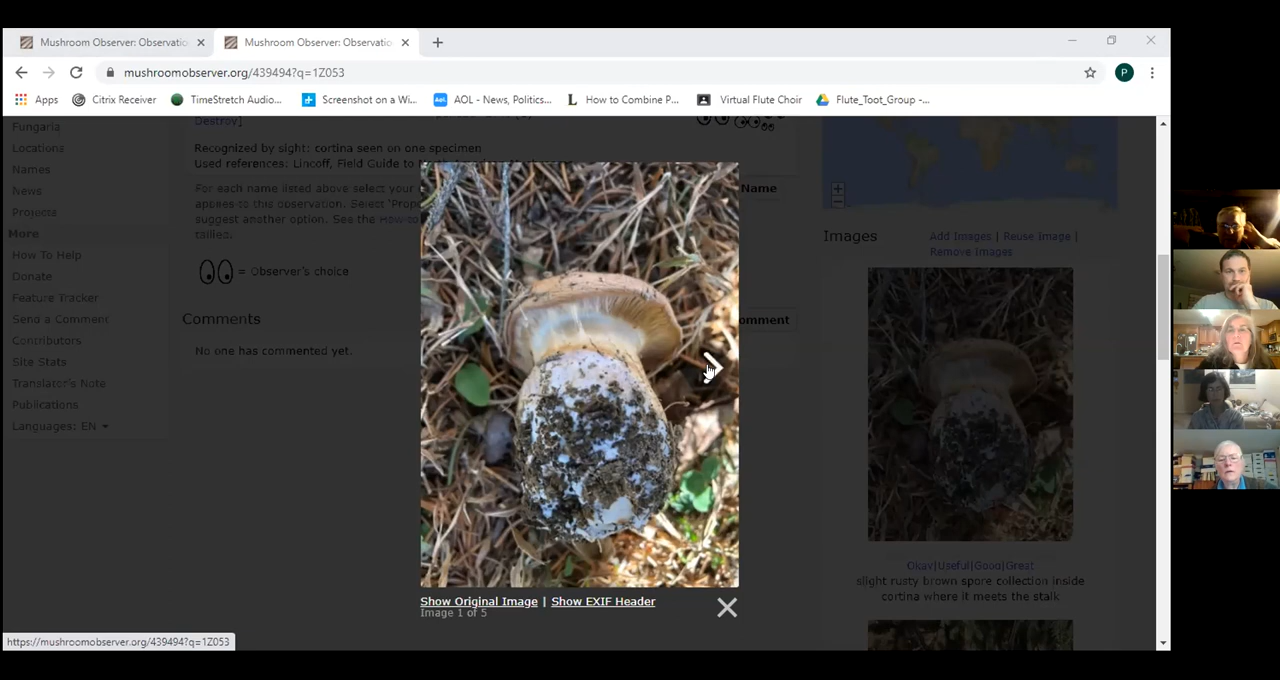 Mushroom Observer: Observatio
Mushroom Observer: Observatio
mushroomobserver.org/439494?q=1Z053
P
Apps
Citrix Receiver
TimeStretch Audio...
Screenshot on a Wi...
Aol.
AOL - News, Politics...
L
How to Combine P...
Virtual Flute Choir
Flute_Toot_Group -...
Fungaria
Locations
Names
News
Projects
More
How To Help
Donate
Feature Tracker
Send a Comment
Contributors
Site Stats
Translator's Note
Publications
Languages: EN
Destroy]
Recognized by sight: cortina seen on one specimen
Used references: Lincoff, Field Guide to
For each name listed above select your
applies to this observation. Select 'Propo
suggest another option. See the How-to
tallies.
= Observer's choice
Name
Comments
omment
No one has commented yet.
Show Original Image | Show EXIF Header
Image 1 of 5
+
−
Images
Add Images | Reuse Image |
Remove Images
Okay|Useful|Good|Great
slight rusty brown spore collection inside
cortina where it meets the stalk
https://mushroomobserver.org/439494?q=1Z053